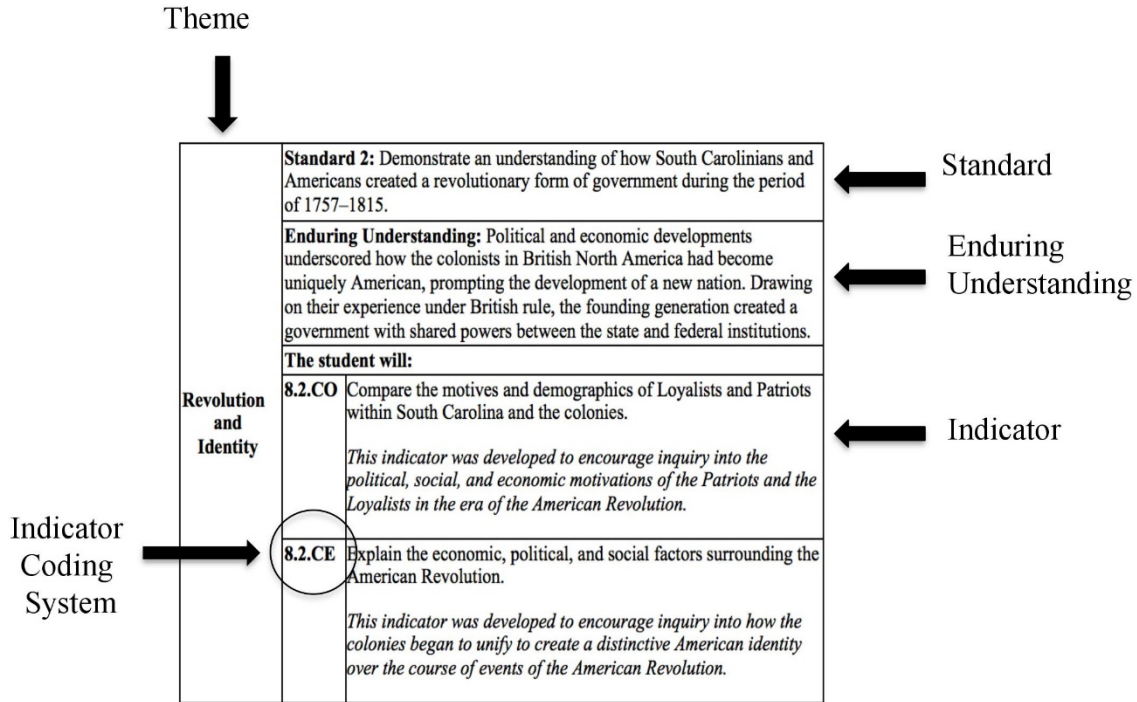 Theme
Standard 2: Demonstrate an understanding of how South Carolinians and
Americans created a revolutionary form of government during the period
of 1757–1815.
Standard
Enduring Understanding: Political and economic developments
underscored how the colonists in British North America had become
uniquely American, prompting the development of a new nation. Drawing
on their experience under British rule, the founding generation created a
government with shared powers between the state and federal institutions.
Enduring
Understanding
The student will:
Revolution
and
Identity
8.2.CO
Compare the motives and demographics of Loyalists and Patriots
within South Carolina and the colonies.
This indicator was developed to encourage inquiry into the
political, social, and economic motivations of the Patriots and the
Loyalists in the era of the American Revolution.
Indicator
Indicator
Coding
System
8.2.CE
Explain the economic, political, and social factors surrounding the
American Revolution.
This indicator was developed to encourage inquiry into how the
colonies began to unify to create a distinctive American identity
over the course of events of the American Revolution.